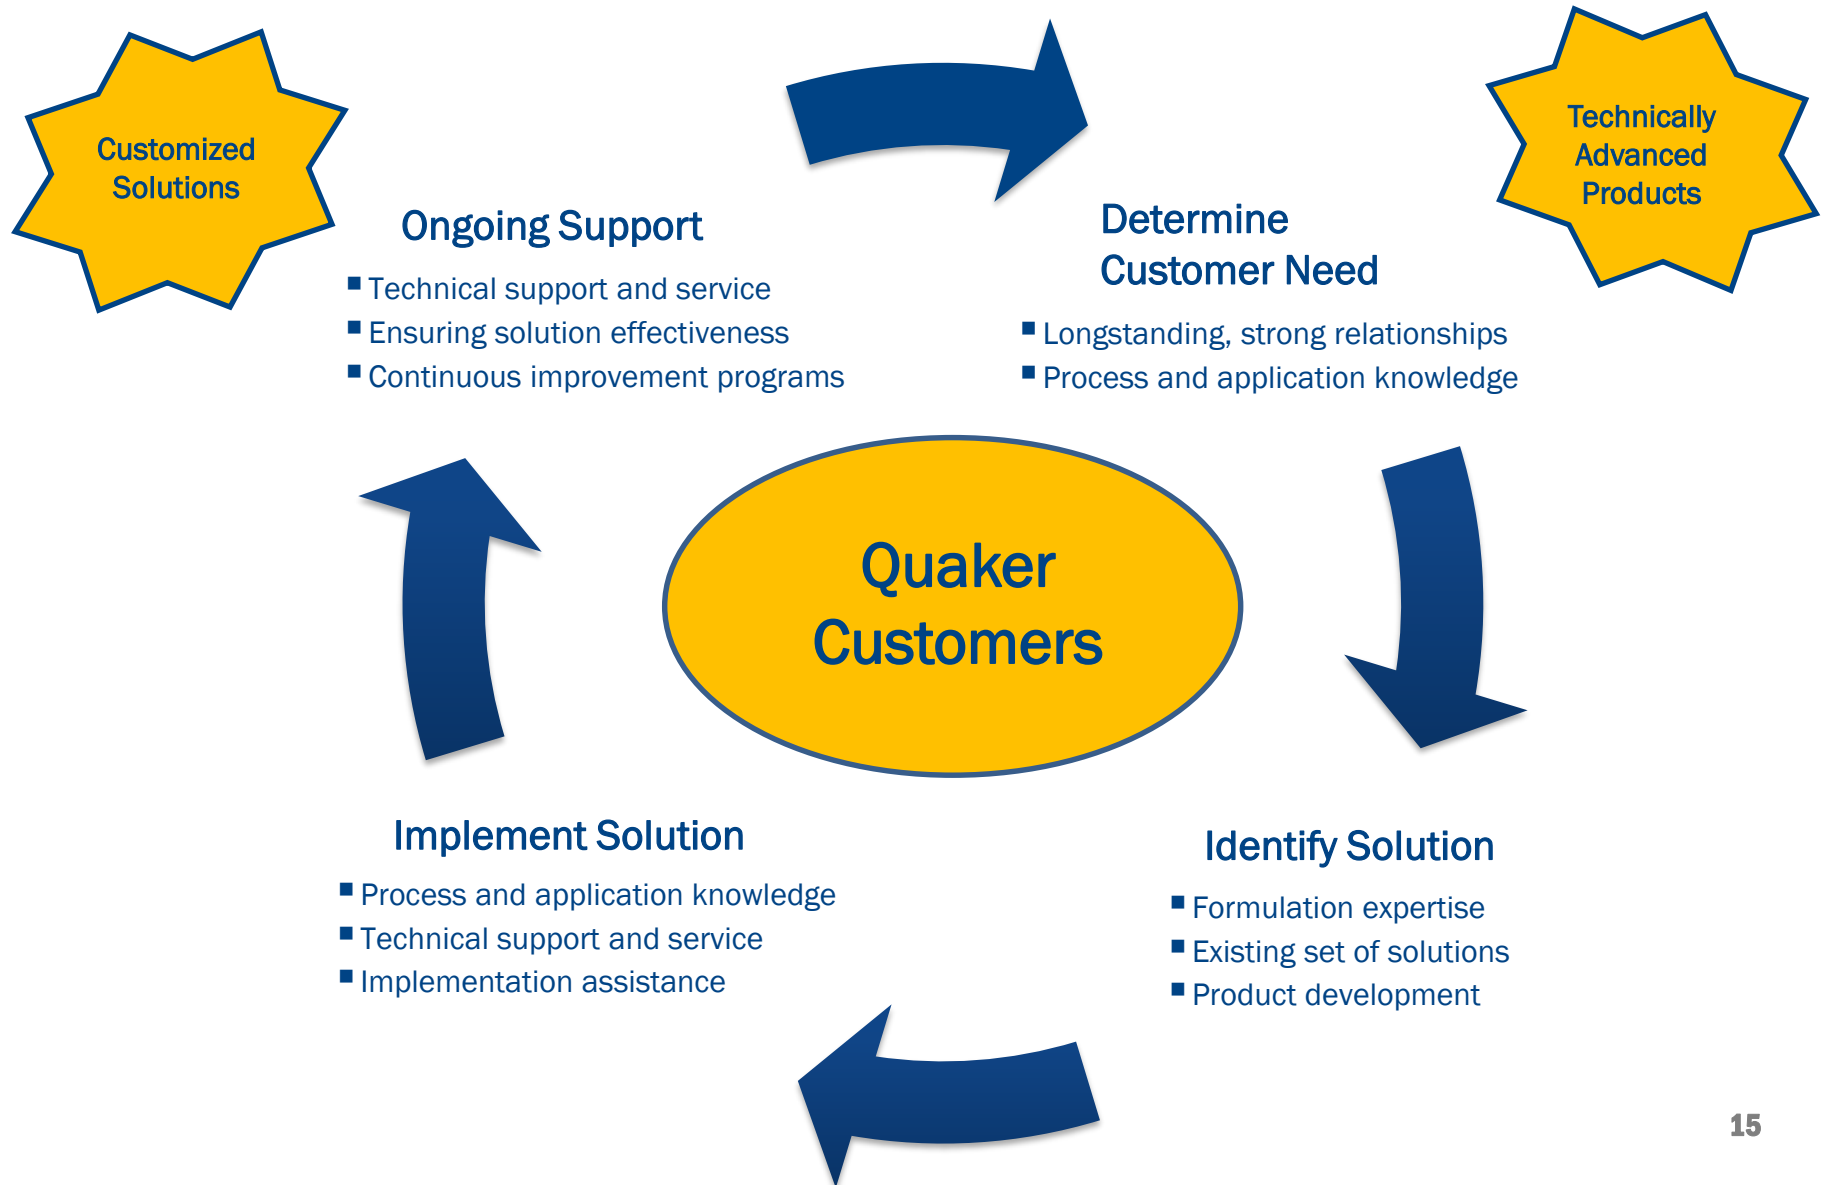 Customized
Solutions
Technically
Advanced
Products
Ongoing Support
▪ Technical support and service
▪ Ensuring solution effectiveness
▪ Continuous improvement programs
Determine
Customer Need
▪ Longstanding, strong relationships
▪ Process and application knowledge
Quaker
Customers
Implement Solution
▪ Process and application knowledge
▪ Technical support and service
▪ Implementation assistance
Identify Solution
▪ Formulation expertise
▪ Existing set of solutions
▪ Product development
15